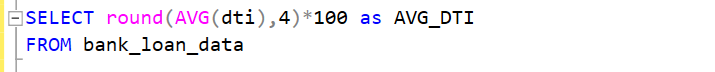 SELECT round(AVG(dti),4)*100 as AVG_DTI
FROM bank_loan_data